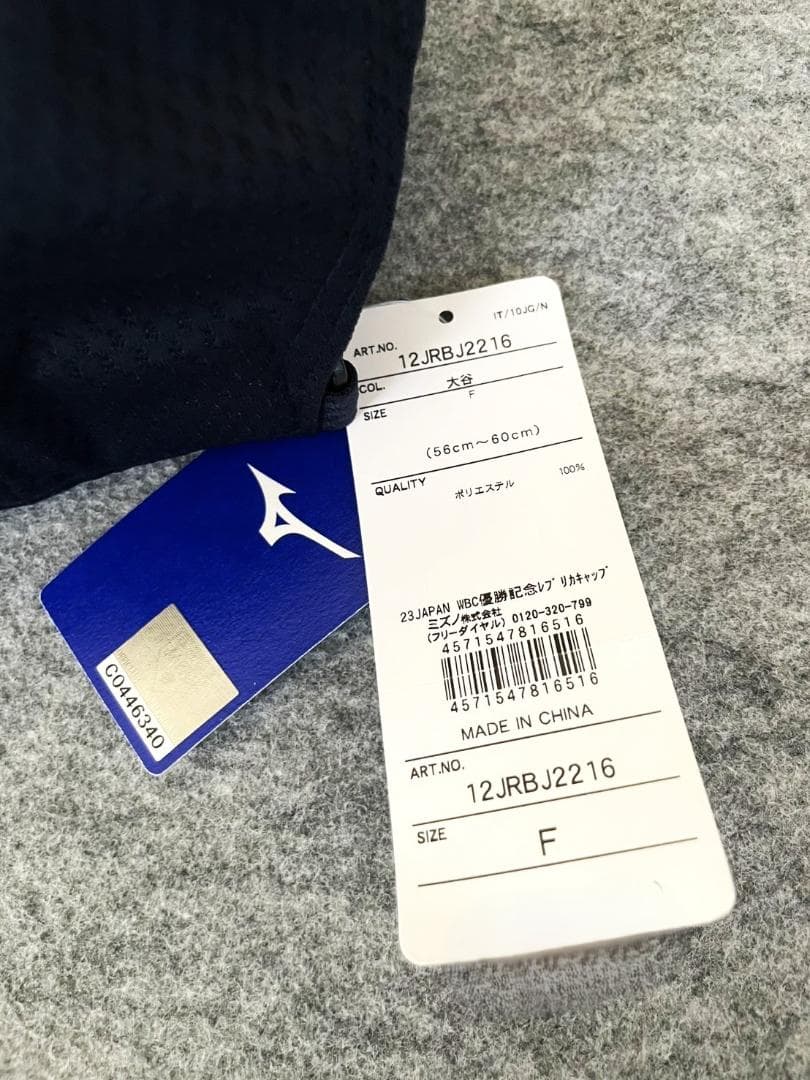 IT/10JG/N
ART.NO.
12JRBJ2216
COL.
大谷
SIZE
F
(56cm〜60cm)
QUALITY
ポリエステル 100%
23JAPAN WBC優勝記念ﾚﾌﾟﾘｶｷｬｯﾌﾟ
ミズノ株式会社
(フリーダイヤル) 0120-320-799
4571547816516
4571547816516
MADE IN CHINA
ART.NO.
12JRBJ2216
SIZE
F
C0446340